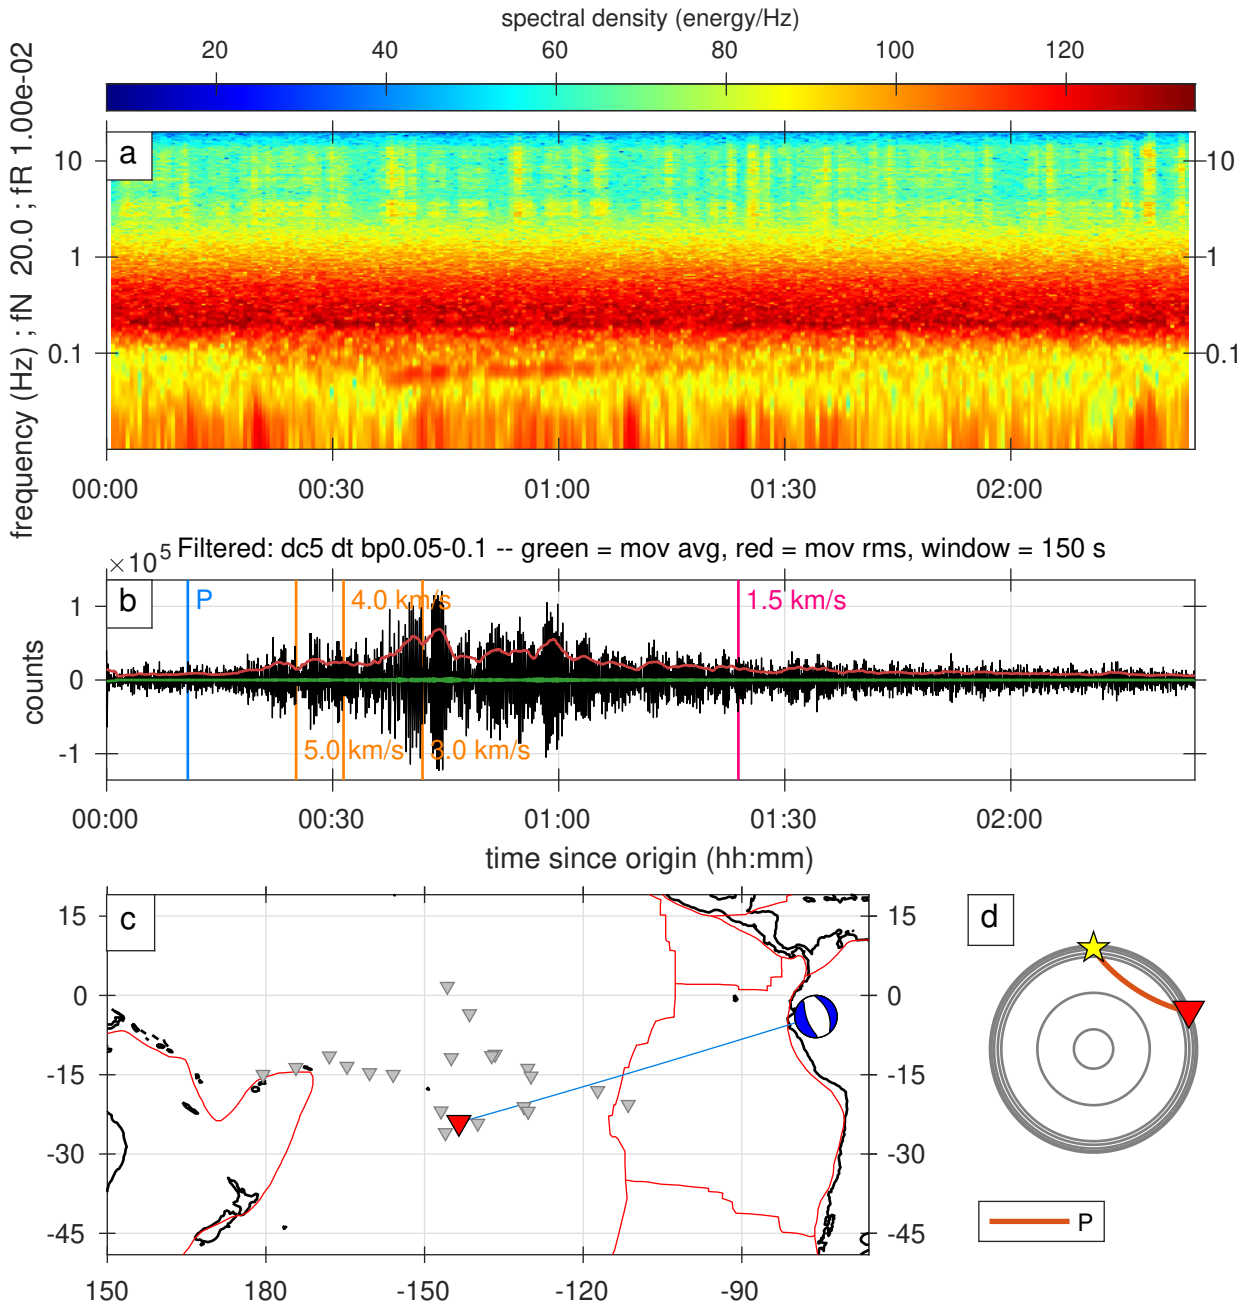 spectral density (energy/Hz)
20 40 60 80 100 120
frequency (Hz) ; fN 20.0 ; fR 1.00e-02
a
10 10
1 1
0.1 0.1
00:00 00:30 01:00 01:30 02:00
×10^5 Filtered: dc5 dt bp0.05-0.1 -- green = mov avg, red = mov rms, window = 150 s
b
P 4.0 km/s 1.5 km/s
5.0 km/s 3.0 km/s
counts
1
0
-1
00:00 00:30 01:00 01:30 02:00
time since origin (hh:mm)
c
15 15
0 0
-15 -15
-30 -30
-45 -45
150 180 -150 -120 -90
d
P